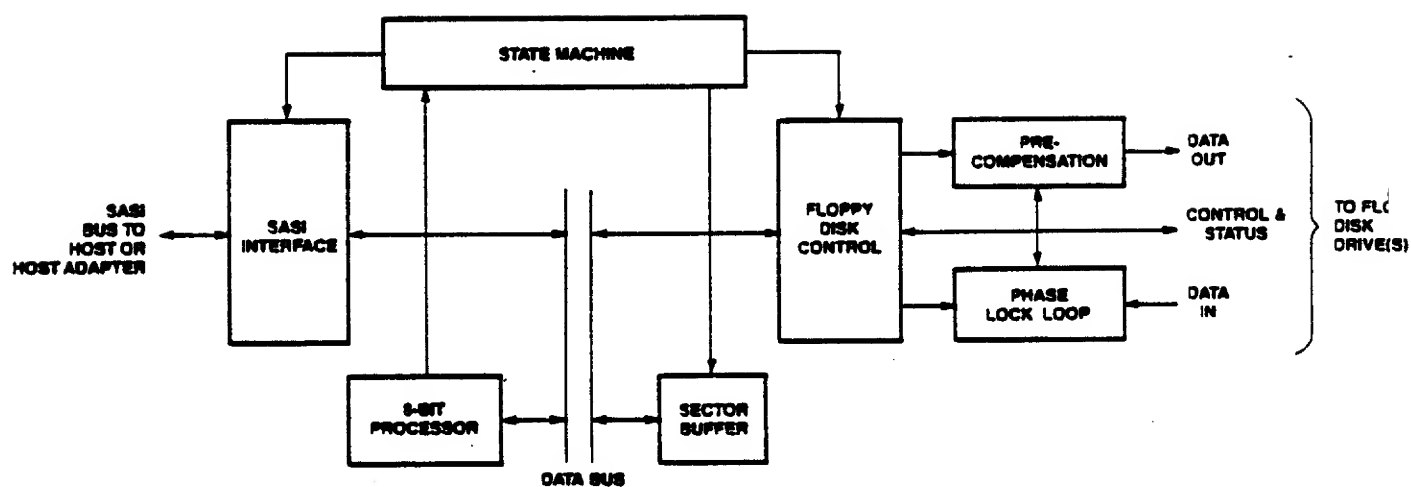 STATE MACHINE
SASI
BUS TO
HOST OR
HOST ADAPTER
SASI
INTERFACE
8-BIT
PROCESSOR
DATA BUS
SECTOR
BUFFER
FLOPPY
DISK
CONTROL
PRE-
COMPENSATION
PHASE
LOCK LOOP
DATA
OUT
CONTROL &
STATUS
DATA
IN
TO
DISK
DRIVE(S)